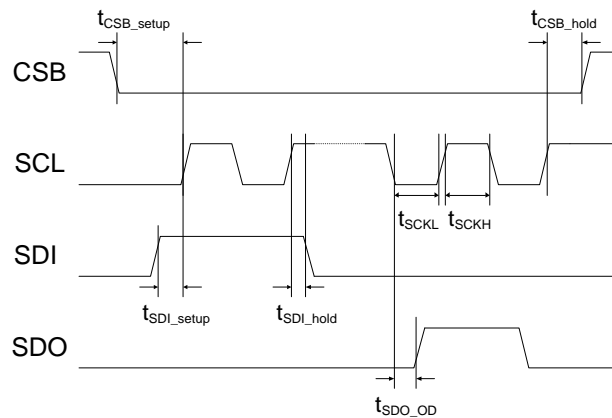 tCSB_setup
tCSB_hold
CSB
SCL
tSCKL
tSCKH
SDI
tSDI_setup
tSDI_hold
SDO
tSDO_OD